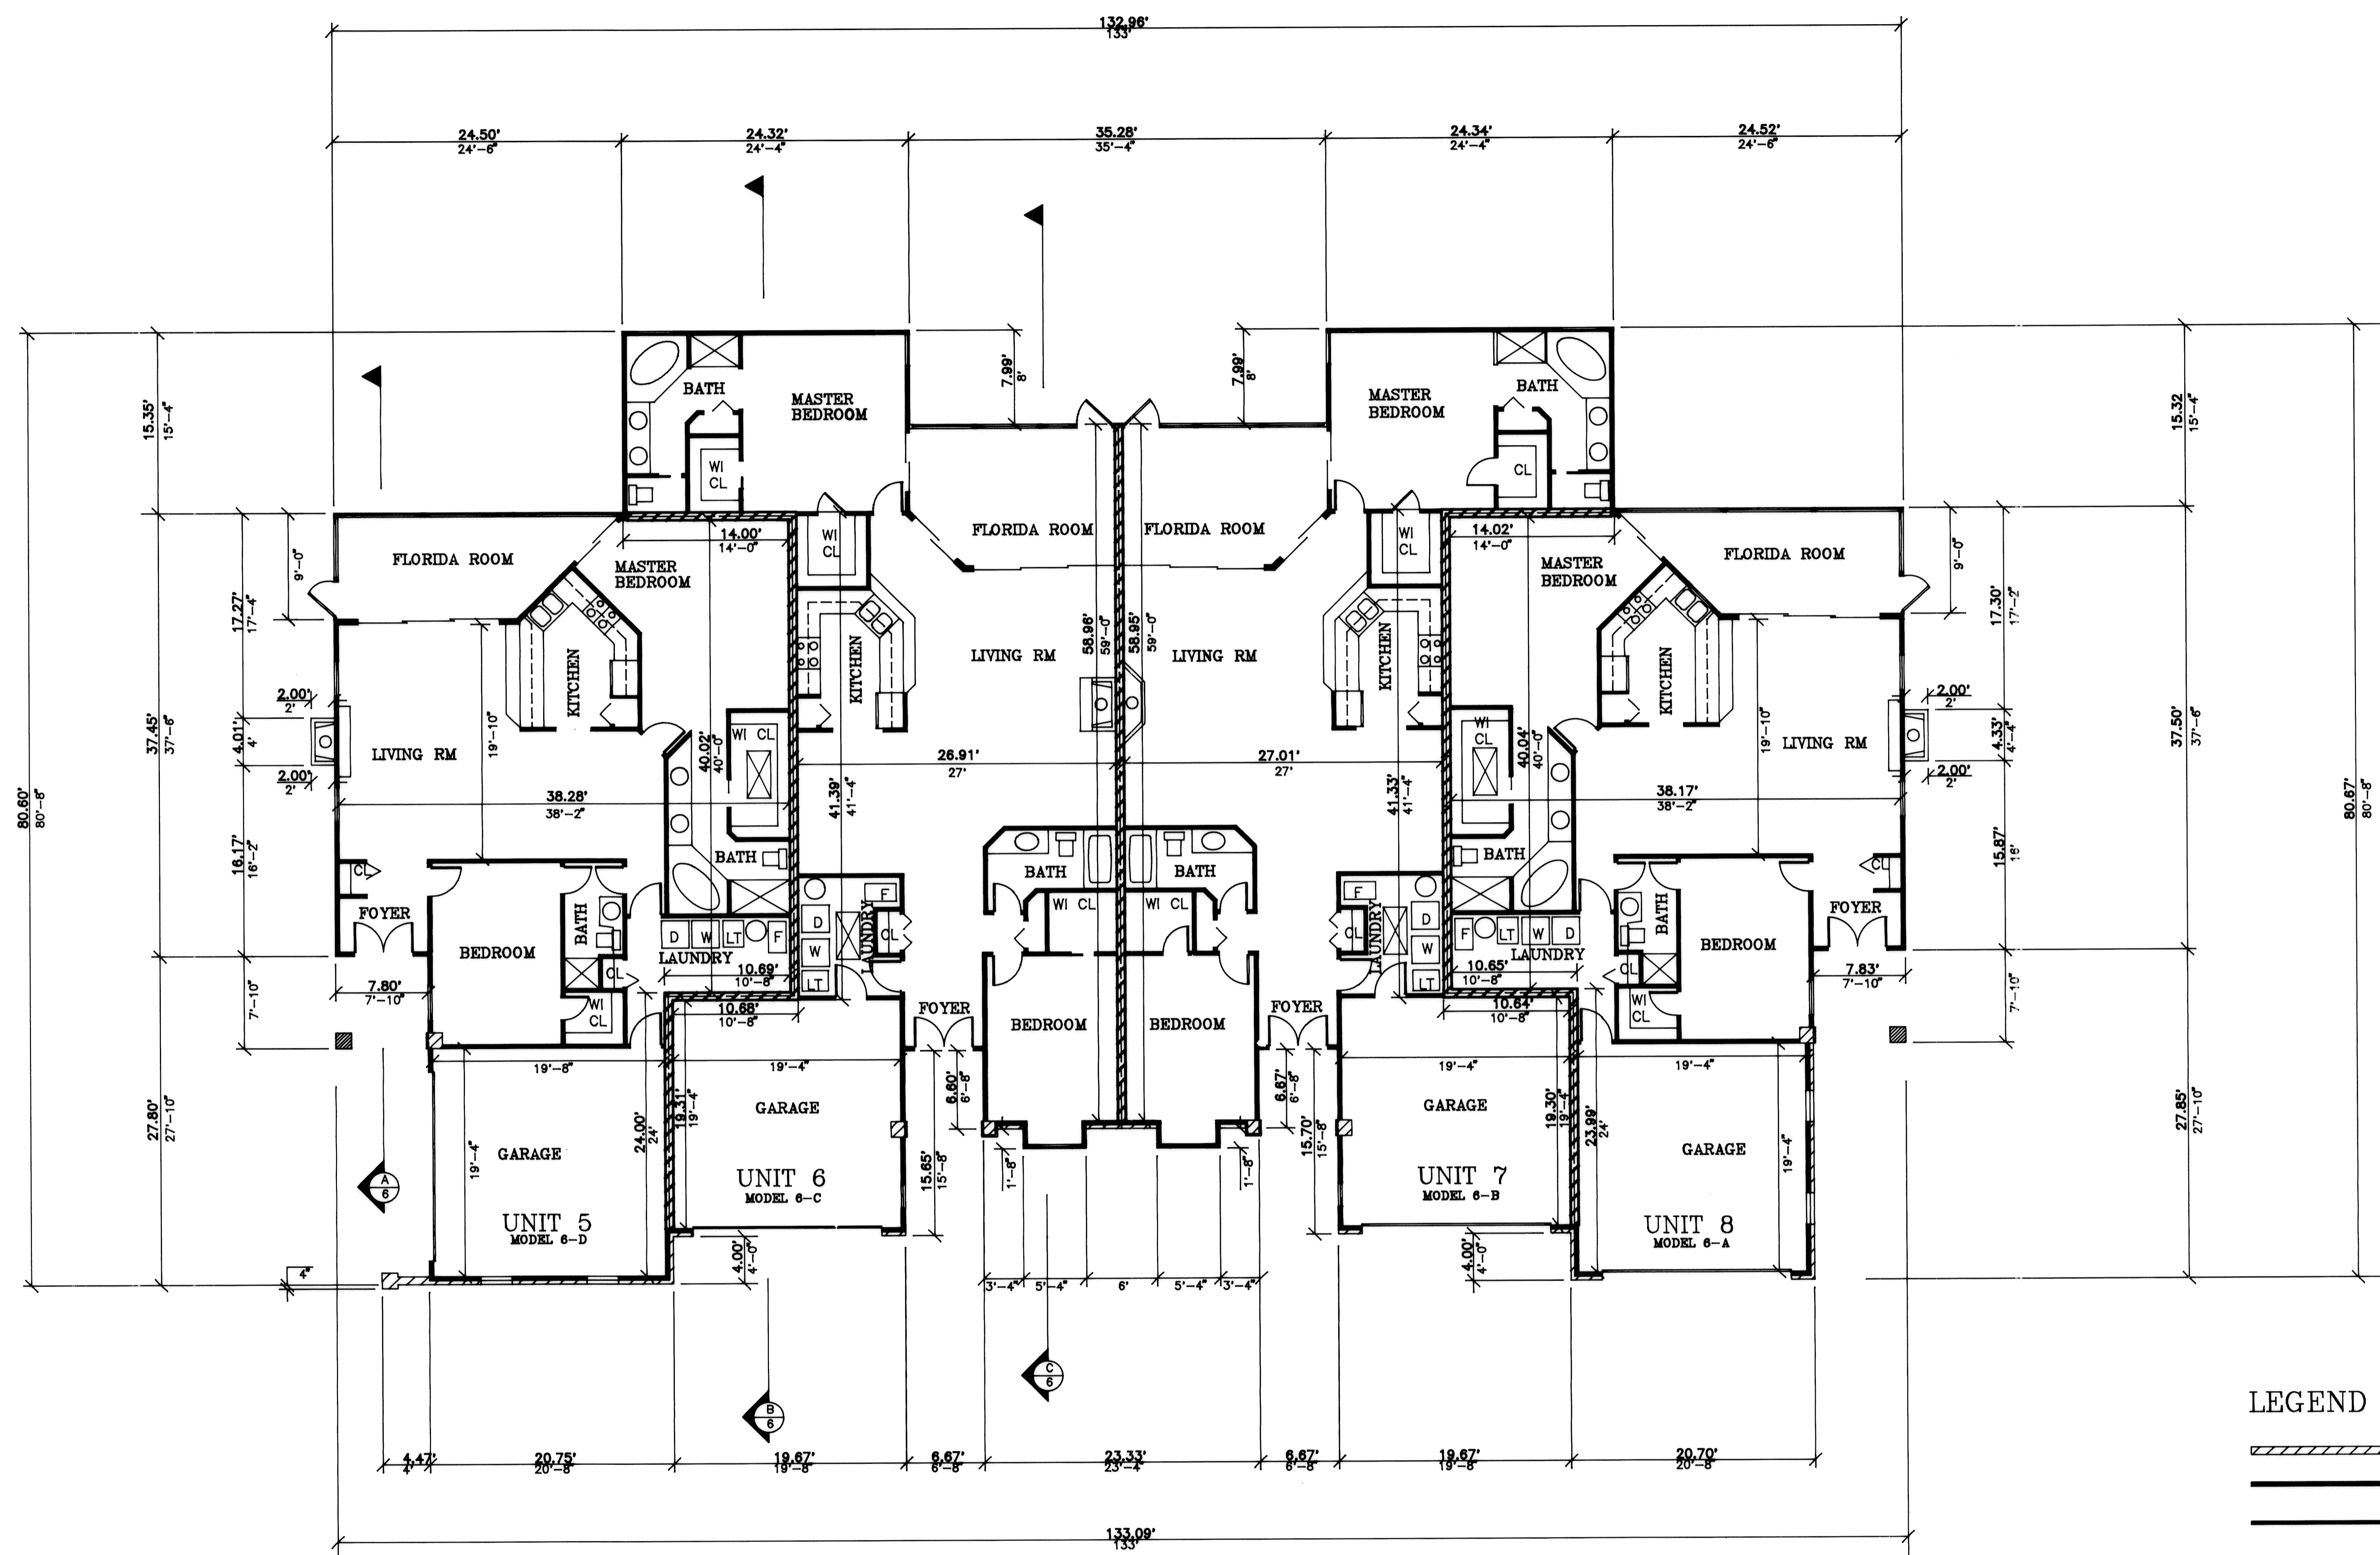 132.96'
133'
24.50'
24'-6"
24.32'
24'-4"
35.28'
35'-4"
24.34'
24'-4"
24.52'
24'-6"
15.35'
15'-4"
7.99'
8'
7.99'
8'
15.32
15'-4"
BATH
MASTER
BEDROOM
WI
CL
MASTER
BEDROOM
BATH
CL
9'-0"
FLORIDA ROOM
MASTER
BEDROOM
14.00'
14'-0"
WI
CL
FLORIDA ROOM
FLORIDA ROOM
WI
CL
14.02'
14'-0"
MASTER
BEDROOM
FLORIDA ROOM
9'-0"
17.27'
17'-4"
17.30'
17'-2"
KITCHEN
KITCHEN
LIVING RM
58.96'
59'-0"
58.95'
59'-0"
LIVING RM
KITCHEN
KITCHEN
2.00'
2'
4.01'
4'
2.00'
2'
37.45'
37'-6"
LIVING RM
19'-10"
40.02'
40'-0"
WI CL
26.91'
27'
27.01'
27'
WI
CL
40.04'
40'-0"
19'-10"
LIVING RM
2.00'
2'
4.33'
4'-4"
2.00'
2'
37.50'
37'-6"
80.60'
80'-8"
80.67'
80'-8"
38.28'
38'-2"
41.39'
41'-4"
41.33'
41'-4"
38.17'
38'-2"
16.17'
16'-2"
15.87'
16'
CL
FOYER
BATH
BATH
BATH
BATH
CL
FOYER
BEDROOM
BATH
CL
WI
CL
D
W
LT
F
LAUNDRY
10.69'
10'-8"
D
W
LT
F
LAUNDRY
CL
WI CL
WI CL
F
D
W
LT
LAUNDRY
CL
F
LT
W
D
LAUNDRY
10.65'
10'-8"
BATH
CL
WI
CL
BEDROOM
7.80'
7'-10"
7'-10"
7.83'
7'-10"
7'-10"
10.68'
10'-8"
FOYER
BEDROOM
BEDROOM
FOYER
10.64'
10'-8"
19'-8"
19'-4"
19'-4"
19'-4"
27.80'
27'-10"
27.85'
27'-10"
GARAGE
19'-4"
24.00'
24'
19.31'
19'-4"
GARAGE
6.60'
6'-8"
15.65'
15'-8"
1'-8"
1'-8"
6.67'
6'-8"
15.70'
15'-8"
GARAGE
19.30'
19'-4"
23.99'
24'
GARAGE
19'-4"
A
6
UNIT 5
MODEL 6-D
UNIT 6
MODEL 6-C
UNIT 7
MODEL 6-B
UNIT 8
MODEL 6-A
4"
4.00'
4'-0"
4.00'
4'-0"
3'-4"
5'-4"
6'
5'-4"
3'-4"
B
6
C
6
LEGEND
4.47'
4'
20.75'
20'-8"
19.67'
19'-8"
6.67'
6'-8"
23.33'
23'-4"
6.67'
6'-8"
19.67'
19'-8"
20.70'
20'-8"
133.09'
133'